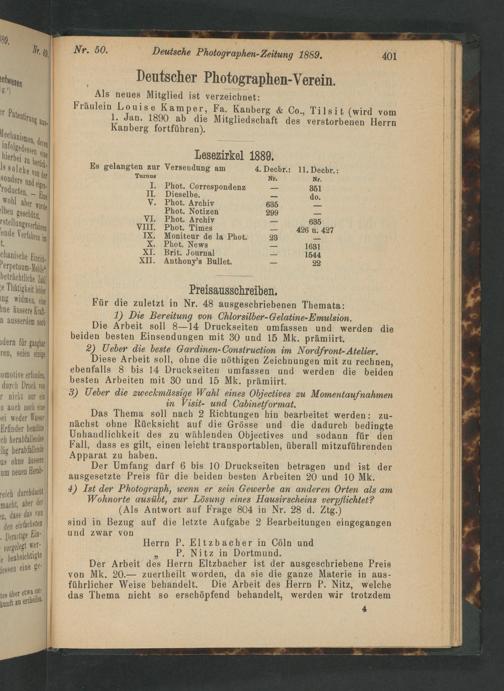 Nr. 50. Deutsche Photographen-Zeitung 1889. 401
Deutscher Photographen-Verein.
Als neues Mitglied ist verzeichnet:
Fräulein Louise Kamper, Fa. Kanberg & Co., Tilsit (wird vom
1. Jan. 1890 ab die Mitgliedschaft des verstorbenen Herrn
Kanberg fortführen).
Lesezirkel 1889.
Es gelangten zur Versendung am 4. Decbr.: 11. Decbr.:
Turnus Nr. Nr.
I. Phot. Correspondenz — 351
II. Dieselbe. — do.
V. Phot. Archiv 635 —
Phot. Notizen 299 —
VI. Phot. Archiv — 635
VIII. Phot. Times — 426 u. 427
IX. Moniteur de la Phot. 23 —
X. Phot. News — 1631
XI. Brit. Journal — 1544
XII. Anthony's Bullet. — 22
Preisausschreiben.
Für die zuletzt in Nr. 48 ausgeschriebenen Themata:
1) Die Bereitung von Chlorsilber-Gelatine-Emulsion.
Die Arbeit soll 8—14 Druckseiten umfassen und werden die
beiden besten Einsendungen mit 30 und 15 Mk. prämiirt.
2) Ueber die beste Gardinen-Construction im Nordfront-Atelier.
Diese Arbeit soll, ohne die nöthigen Zeichnungen mit zu rechnen,
ebenfalls 8 bis 14 Druckseiten umfassen und werden die beiden
besten Arbeiten mit 30 und 15 Mk. prämiirt.
3) Ueber die zweckmässige Wahl eines Objectives zu Momentaufnahmen
in Visit- und Cabinetformat.
Das Thema soll nach 2 Richtungen hin bearbeitet werden: zu-
nächst ohne Rücksicht auf die Grösse und die dadurch bedingte
Unhandlichkeit des zu wählenden Objectives und sodann für den
Fall, dass es gilt, einen leicht transportablen, überall mitzuführenden
Apparat zu haben.
Der Umfang darf 6 bis 10 Druckseiten betragen und ist der
ausgesetzte Preis für die beiden besten Arbeiten 20 und 10 Mk.
4) Ist der Photograph, wenn er sein Gewerbe an anderen Orten als am
Wohnorte ausübt, zur Lösung eines Hausirscheins verpflichtet?
(Als Antwort auf Frage 804 in Nr. 28 d. Ztg.)
sind in Bezug auf die letzte Aufgabe 2 Bearbeitungen eingegangen
und zwar von
Herrn P. Eltzbacher in Cöln und
„ P. Nitz in Dortmund.
Der Arbeit des Herrn Eltzbacher ist der ausgeschriebene Preis
von Mk. 20.— zuertheilt worden, da sie die ganze Materie in aus-
führlicher Weise behandelt. Die Arbeit des Herrn P. Nitz, welche
das Thema nicht so erschöpfend behandelt, werden wir trotzdem
4